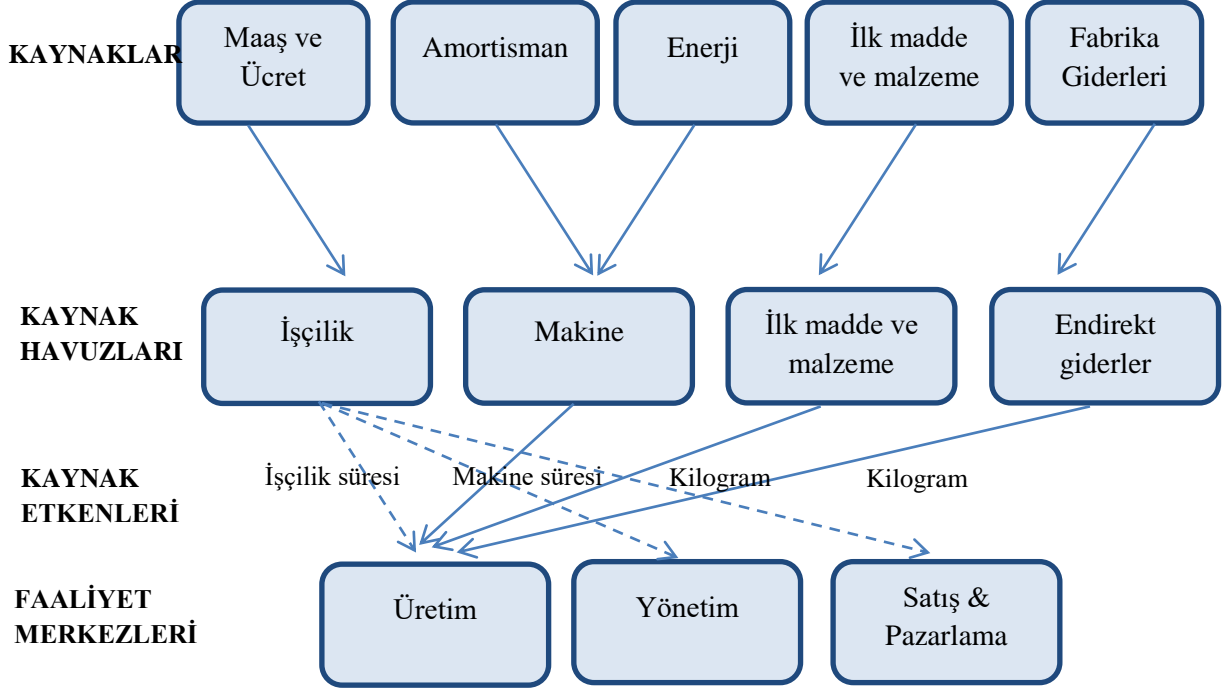 KAYNAKLAR
Maaş ve
Ücret
Amortisman
Enerji
İlk madde
ve malzeme
Fabrika
Giderleri
KAYNAK
HAVUZLARI
İşçilik
Makine
İlk madde ve
malzeme
Endirekt
giderler
KAYNAK
ETKENLERİ
İşçilik süresi
Makine süresi
Kilogram
Kilogram
FAALİYET
MERKEZLERİ
Üretim
Yönetim
Satış &
Pazarlama